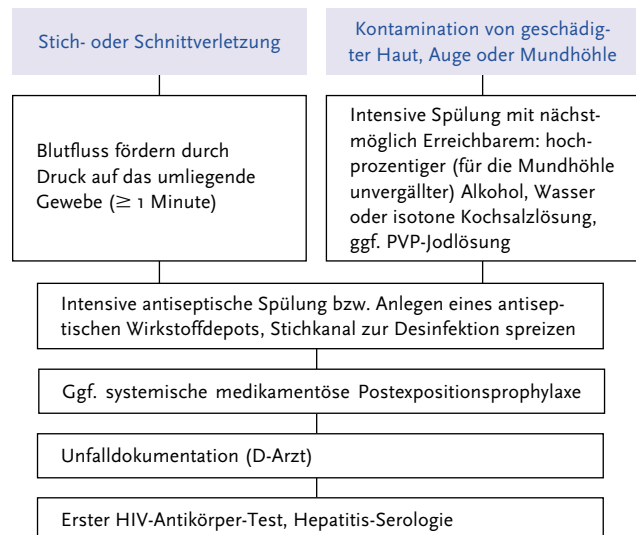 Stich- oder Schnittverletzung
Kontamination von geschädig-
ter Haut, Auge oder Mundhöhle
Blutfluss fördern durch
Druck auf das umliegende
Gewebe (≥ 1 Minute)
Intensive Spülung mit nächst-
möglich Erreichbarem: hoch-
prozentiger (für die Mundhöhle
unvergällter) Alkohol, Wasser
oder isotone Kochsalzlösung,
ggf. PVP-Jodlösung
Intensive antiseptische Spülung bzw. Anlegen eines antisep-
tischen Wirkstoffdepots, Stichkanal zur Desinfektion spreizen
Ggf. systemische medikamentöse Postexpositionsprophylaxe
Unfalldokumentation (D-Arzt)
Erster HIV-Antikörper-Test, Hepatitis-Serologie